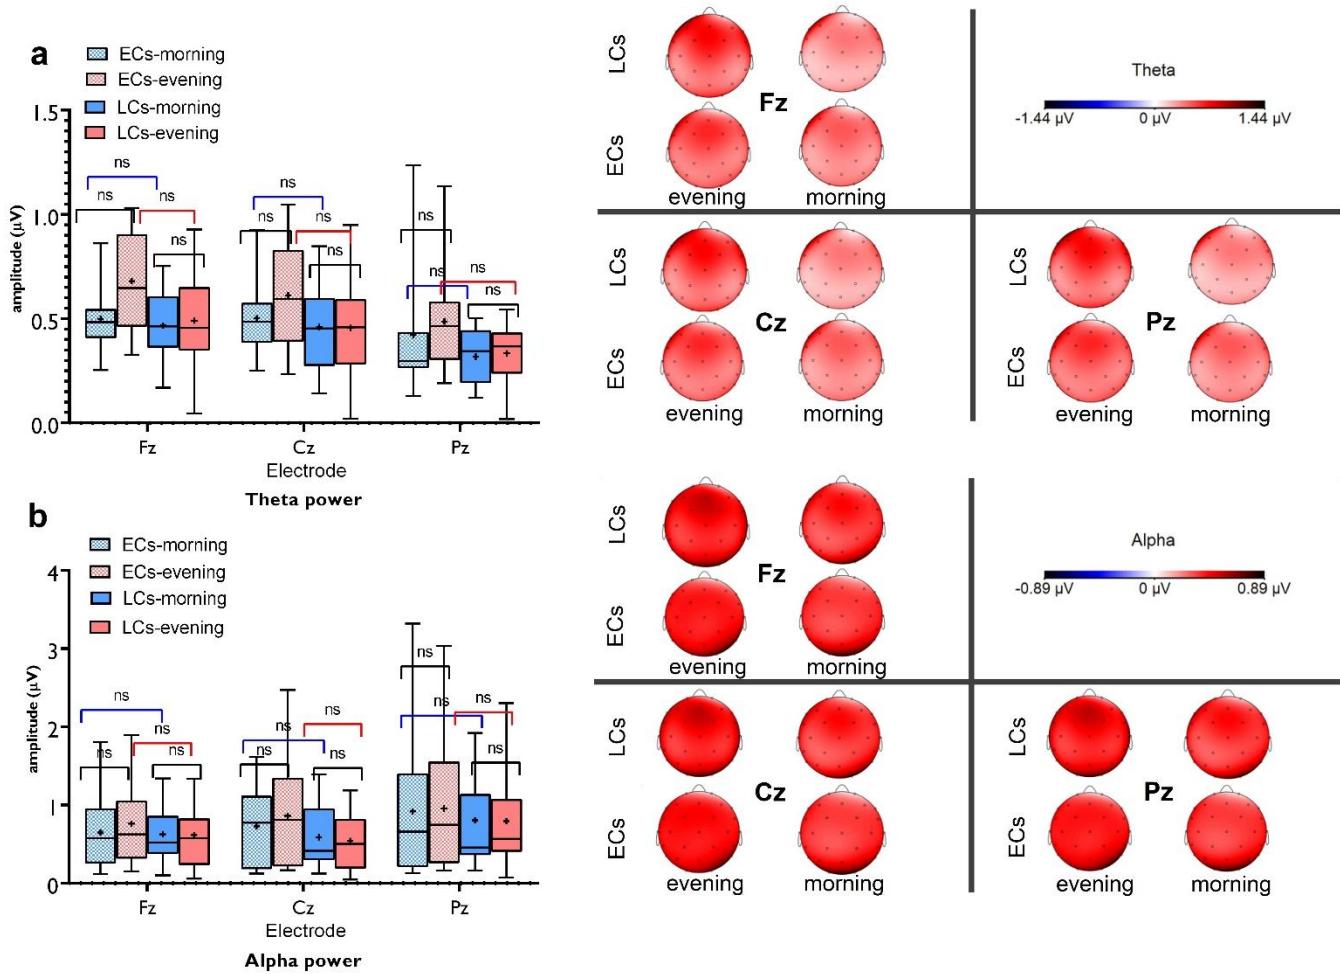 a
ECs-morning
ECs-evening
LCs-morning
LCs-evening
amplitude (μV)
1.5
1.0
0.5
0.0
ns
ns
ns
ns
ns
ns
ns
ns
ns
ns
ns
ns
Fz
Cz
Pz
Electrode
Theta power
LCs
ECs
Fz
evening
morning
Theta
-1.44 μV
0 μV
1.44 μV
LCs
ECs
Cz
evening
morning
LCs
ECs
Pz
evening
morning
b
ECs-morning
ECs-evening
LCs-morning
LCs-evening
amplitude (μV)
4
3
2
1
0
ns
ns
ns
ns
ns
ns
ns
ns
ns
ns
ns
ns
Fz
Cz
Pz
Electrode
Alpha power
LCs
ECs
Fz
evening
morning
Alpha
-0.89 μV
0 μV
0.89 μV
LCs
ECs
Cz
evening
morning
LCs
ECs
Pz
evening
morning